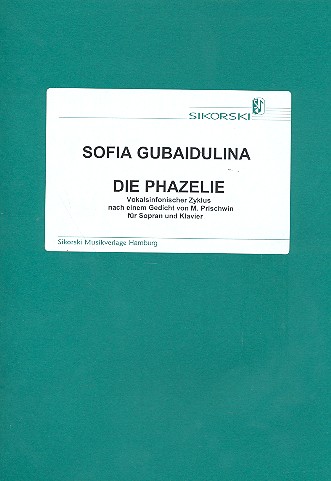 SIKORSKI
SOFIA GUBAIDULINA
DIE PHAZELIE
Vokalsinfonischer Zyklus
nach einem Gedicht von M. Prischwin
für Sopran und Klavier
Sikorski Musikverlage Hamburg